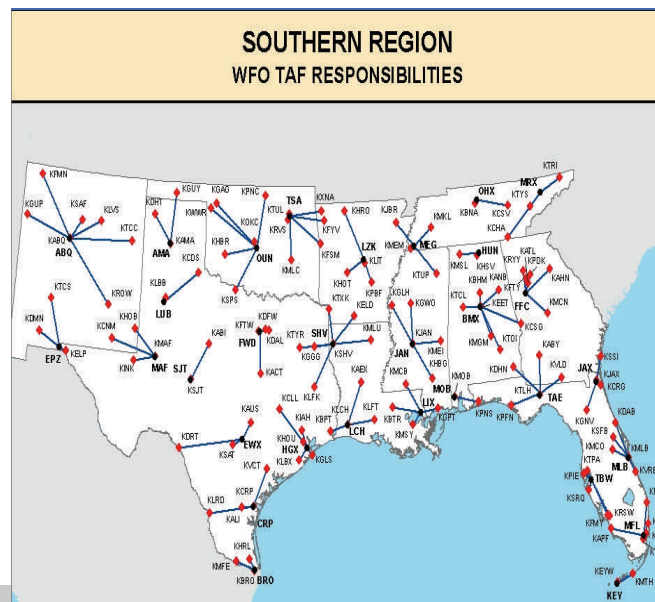 SOUTHERN REGION
WFO TAF RESPONSIBILITIES
KFMN
KGUP
KSAF
KLVS
KABQ
ABQ
KTCC
KROW
KTCS
KDMN
EPZ
KELP
KCNM
KHOB
KMAF
KINK
MAF
KGUY
KDHT
KAMA
AMA
KCDS
KLBB
LUB
KABI
SJT
KSJT
KGAG
KPNC
KWWR
KOKC
KHBR
OUN
KSPS
TSA
KTUL
KRVS
KXNA
KFYV
KFSM
KMLC
KDFW
KFTW
FWD
KDAL
KACT
KHRO
LZK
KLIT
KHOT
KPBF
KTXK
KELD
KTYR
SHV
KMLU
KGGG
KSHV
KLFK
KAEX
KCLL
KLCH
KLFT
KIAH
KBPT
KHOU
HGX
LCH
KLBX
KGLS
KAUS
KDRT
EWX
KSAT
KVCT
KLRD
KCRP
KALI
CRP
KHRL
KMFE
KBRO
BRO
KJBR
KMKL
KMEM
MEG
KTUP
KGLH
KGWO
KJAN
JAN
KMEI
KHBG
KMCB
MOB
KMOB
LIX
KBTR
KGPT
KMSY
KPNS
OHX
KBNA
KCSV
MRX
KTRI
KTYS
KCHA
HUN
KMSL
KHSV
KBHM
KANB
KTCL
KEET
BMX
KMGM
KTOI
KATL
KRYY
KPDK
KFTY
KAHN
FFC
KMCN
KCSG
KABY
KDHN
KVLD
KTLH
TAE
KPFN
KSSI
JAX
KJAX
KCRG
KGNV
KDAB
KSFB
KMCO
MLB
KMLB
KVRB
KTPA
KPIE
TBW
KSRQ
KRSW
KFMY
MFL
KAPF
KEYW
KMTH
KEY